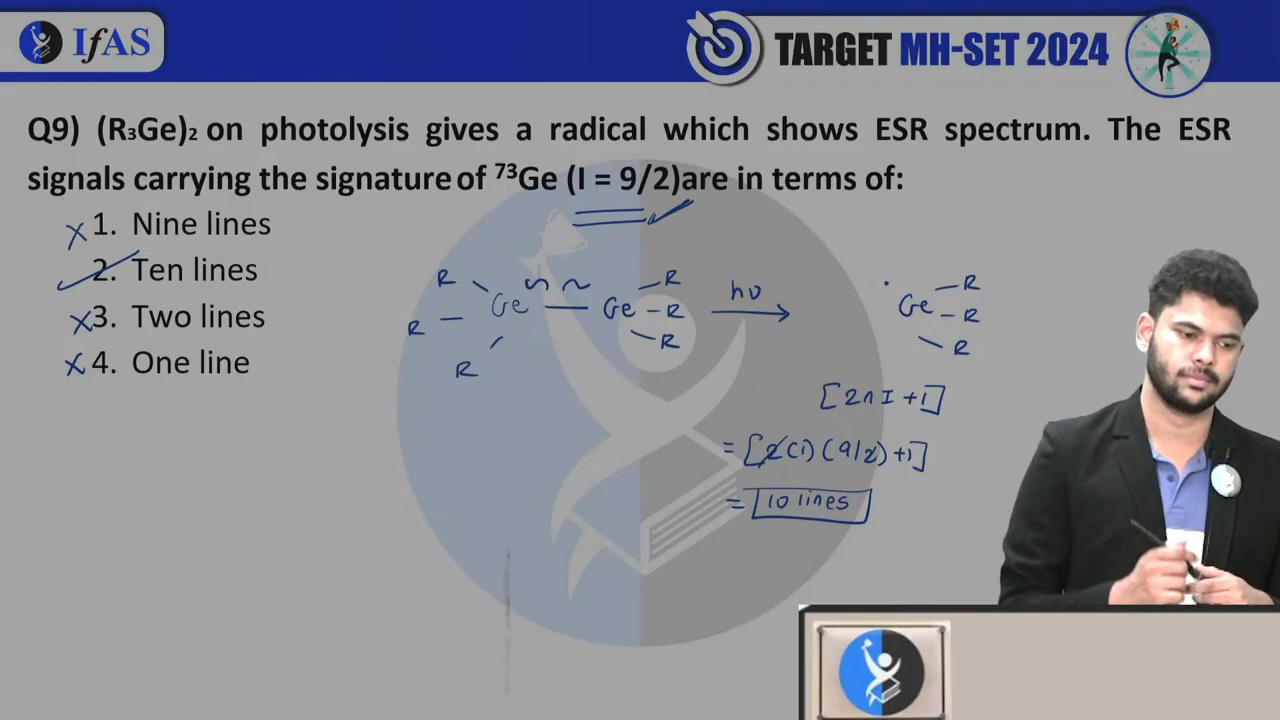 IfAS
TARGET MH-SET 2024
Q9) (R₃Ge)₂ on photolysis gives a radical which shows ESR spectrum. The ESR
signals carrying the signature of ⁷³Ge (I = 9/2)are in terms of:
x 1. Nine lines
2. Ten lines
x 3. Two lines
x 4. One line
R
R
R
Ge — Ge
R
R
R
hυ
· Ge
R
R
R
[2nI+1]
= [2(1)(9/2)+1]
= 10 lines